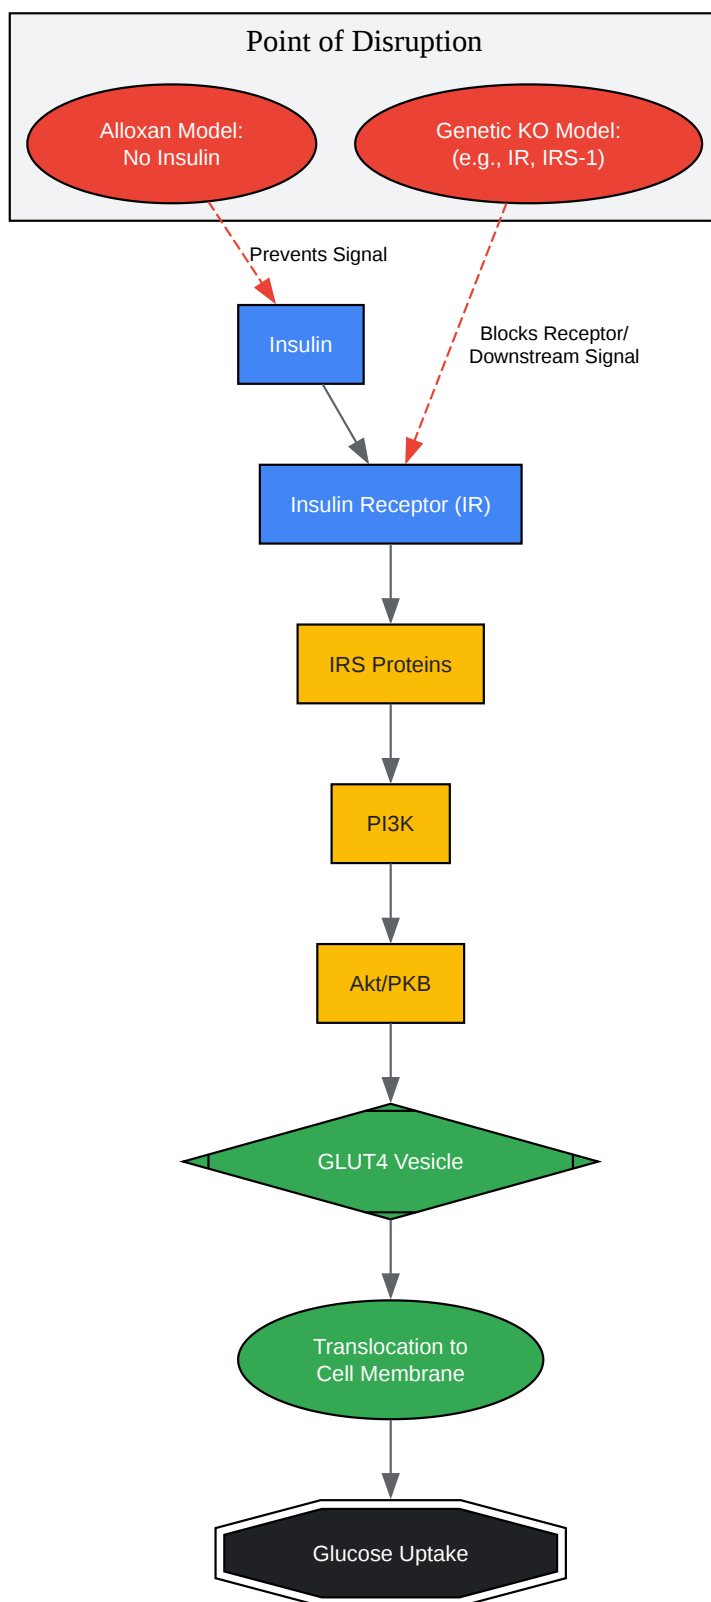 Point of Disruption
Alloxan Model:
No Insulin
Genetic KO Model:
(e.g., IR, IRS-1)
Prevents Signal
Blocks Receptor/
Downstream Signal
Insulin
Insulin Receptor (IR)
IRS Proteins
PI3K
Akt/PKB
GLUT4 Vesicle
Translocation to
Cell Membrane
Glucose Uptake